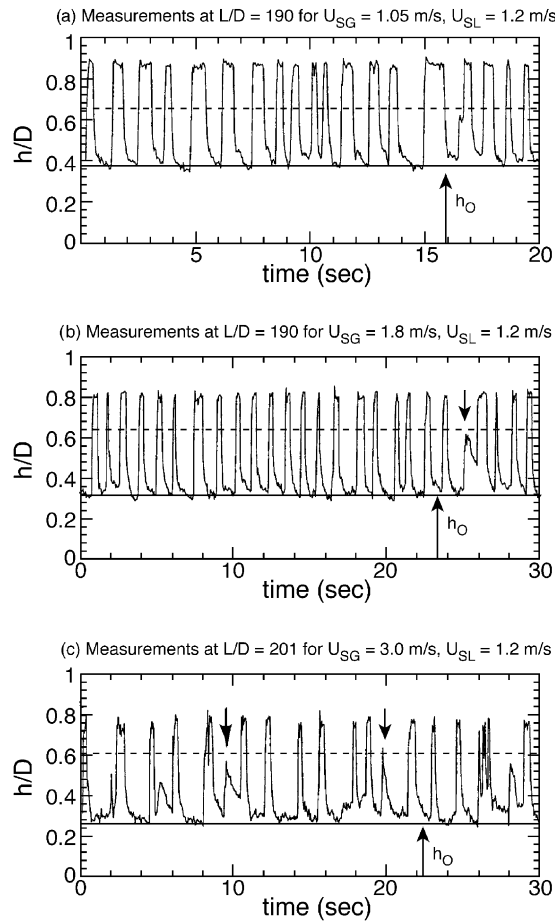 (a) Measurements at L/D = 190 for U_SG = 1.05 m/s, U_SL = 1.2 m/s
1
0.8
0.6
0.4
0.2
0
h/D
h_O
5
10
15
20
time (sec)
(b) Measurements at L/D = 190 for U_SG = 1.8 m/s, U_SL = 1.2 m/s
1
0.8
0.6
0.4
0.2
0
h/D
h_O
0
10
20
30
time (sec)
(c) Measurements at L/D = 201 for U_SG = 3.0 m/s, U_SL = 1.2 m/s
1
0.8
0.6
0.4
0.2
0
h/D
h_O
0
10
20
30
time (sec)